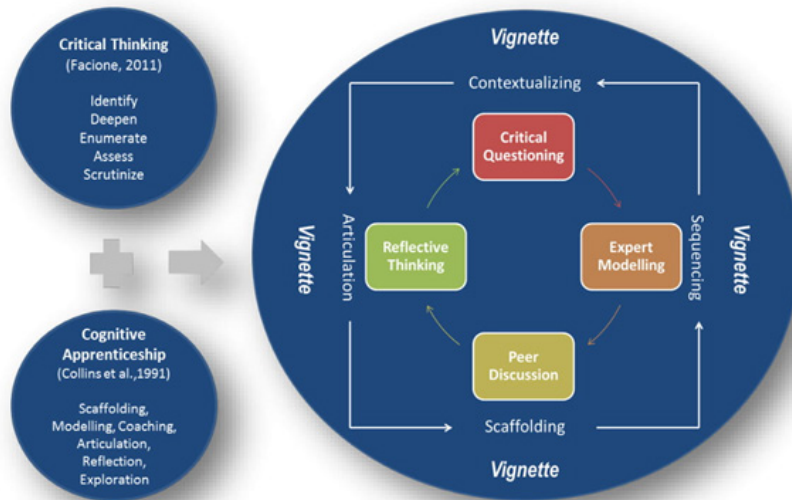 Critical Thinking
(Facione, 2011)
Identify
Deepen
Enumerate
Assess
Scrutinize
Cognitive
Apprenticeship
(Collins et al.,1991)
Scaffolding,
Modelling, Coaching,
Articulation,
Reflection,
Exploration
Vignette
Contextualizing
Critical
Questioning
Vignette
Articulation
Reflective
Thinking
Expert
Modelling
Sequencing
Vignette
Peer
Discussion
Scaffolding
Vignette